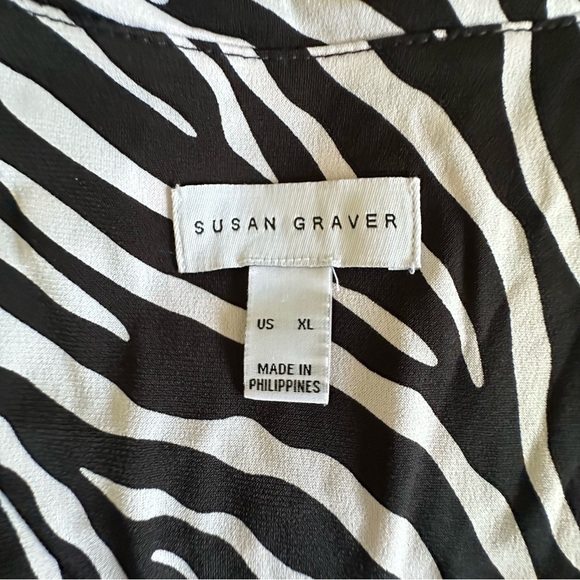 SUSAN GRAVER
US XL
MADE IN
PHILIPPINES